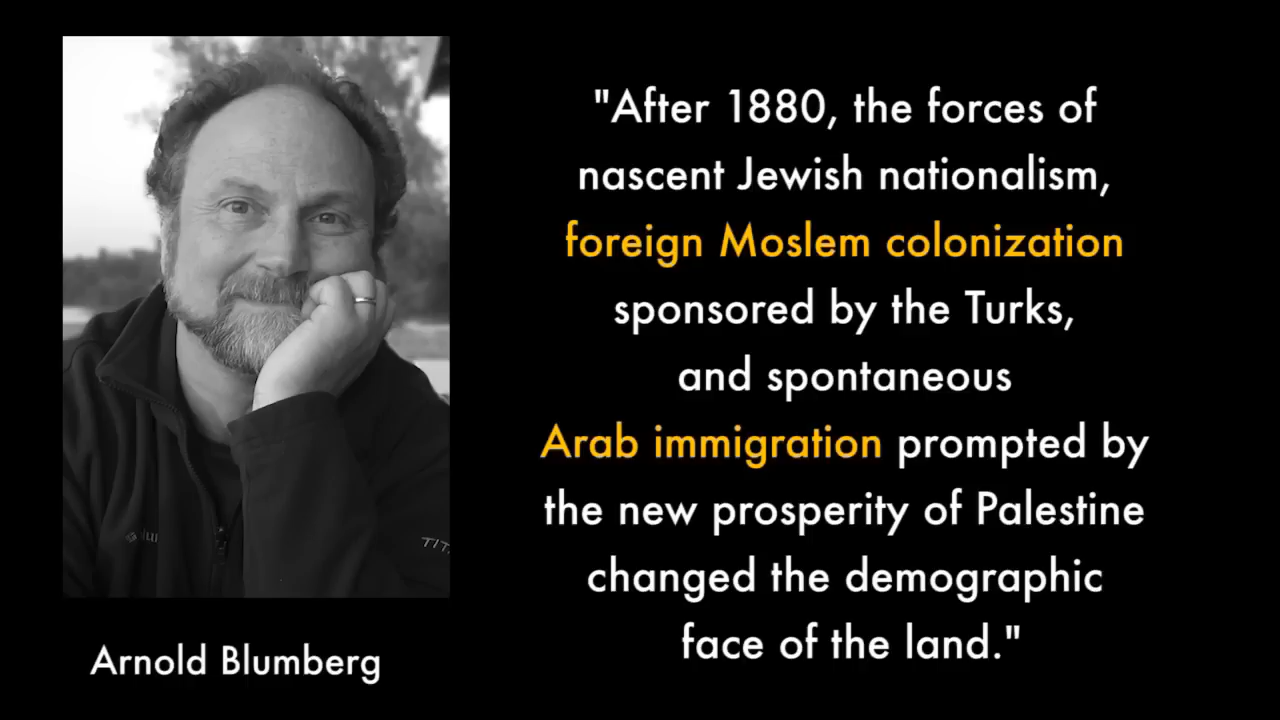 "After 1880, the forces of
nascent Jewish nationalism,
foreign Moslem colonization
sponsored by the Turks,
and spontaneous
Arab immigration prompted by
the new prosperity of Palestine
changed the demographic
face of the land."
Arnold Blumberg